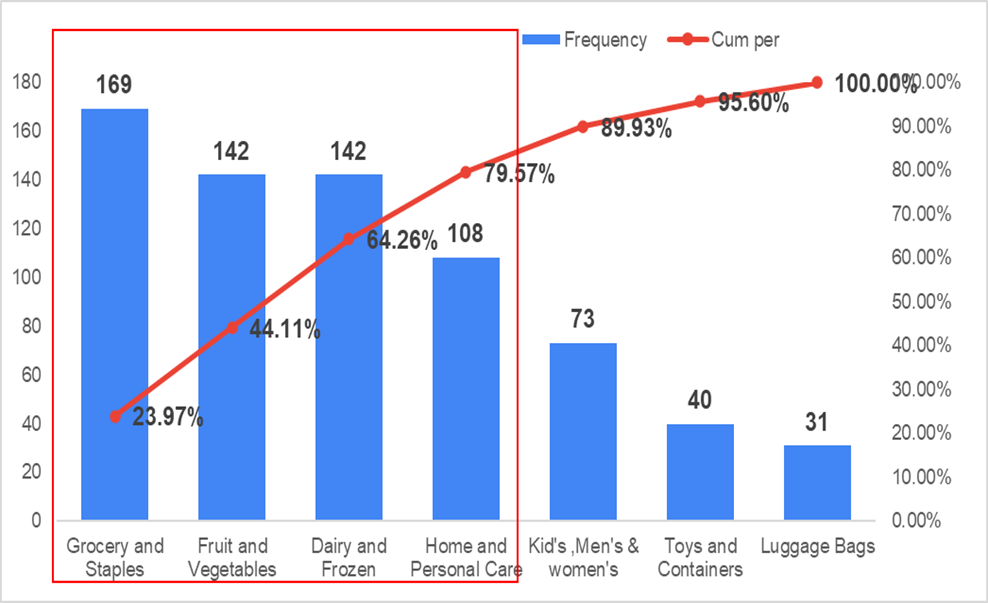 Frequency
Cum per
180
160
140
120
100
80
60
40
20
0
169
142
142
108
73
40
31
23.97%
44.11%
64.26%
79.57%
89.93%
95.60%
100.00%
100.00%
90.00%
80.00%
70.00%
60.00%
50.00%
40.00%
30.00%
20.00%
10.00%
0.00%
Grocery and
Staples
Fruit and
Vegetables
Dairy and
Frozen
Home and
Personal Care
Kid's ,Men's &
women's
Toys and
Containers
Luggage Bags